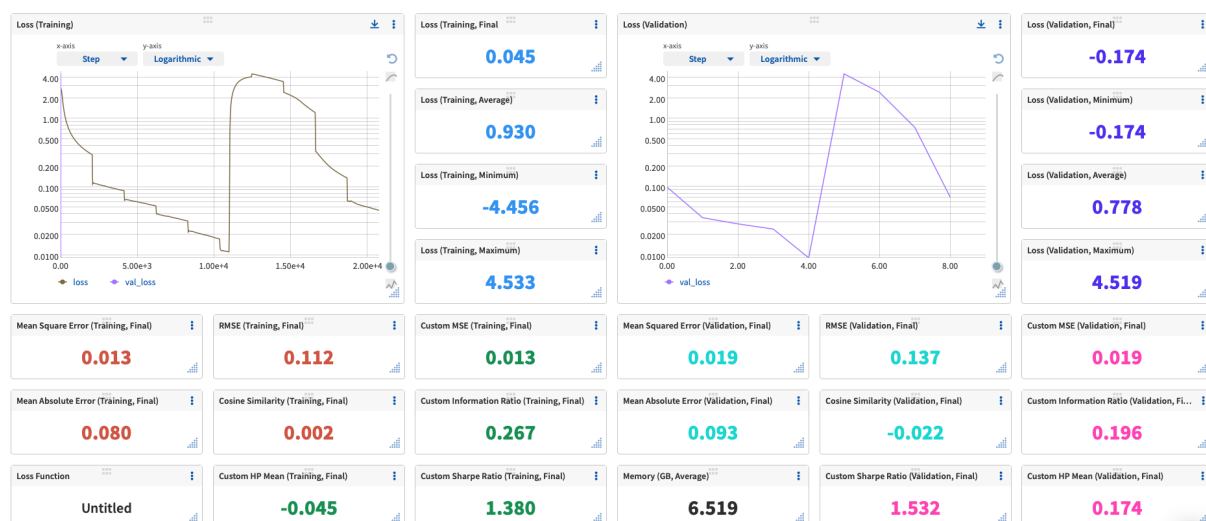 Loss (Training)
x-axis
y-axis
Step
Logarithmic
4.00
2.00
1.00
0.500
0.200
0.100
0.0500
0.0200
0.0100
0.00
5.00e+3
1.00e+4
1.50e+4
2.00e+4
loss
val_loss
Loss (Training, Final
0.045
Loss (Training, Average)
0.930
Loss (Training, Minimum)
-4.456
Loss (Training, Maximum)
4.533
Loss (Validation)
x-axis
y-axis
Step
Logarithmic
4.00
2.00
1.00
0.500
0.200
0.100
0.0500
0.0200
0.0100
0.00
2.00
4.00
6.00
8.00
val_loss
Loss (Validation, Final)
-0.174
Loss (Validation, Minimum)
-0.174
Loss (Validation, Average)
0.778
Loss (Validation, Maximum)
4.519
Mean Square Error (Training, Final)
0.013
RMSE (Training, Final)
0.112
Custom MSE (Training, Final)
0.013
Mean Squared Error (Validation, Final)
0.019
RMSE (Validation, Final)
0.137
Custom MSE (Validation, Final)
0.019
Mean Absolute Error (Training, Final)
0.080
Cosine Similarity (Training, Final)
0.002
Custom Information Ratio (Training, Final)
0.267
Mean Absolute Error (Validation, Final)
0.093
Cosine Similarity (Validation, Final)
-0.022
Custom Information Ratio (Validation, Fi...
0.196
Loss Function
Untitled
Custom HP Mean (Training, Final)
-0.045
Custom Sharpe Ratio (Training, Final)
1.380
Memory (GB, Average)
6.519
Custom Sharpe Ratio (Validation, Final)
1.532
Custom HP Mean (Validation, Final)
0.174